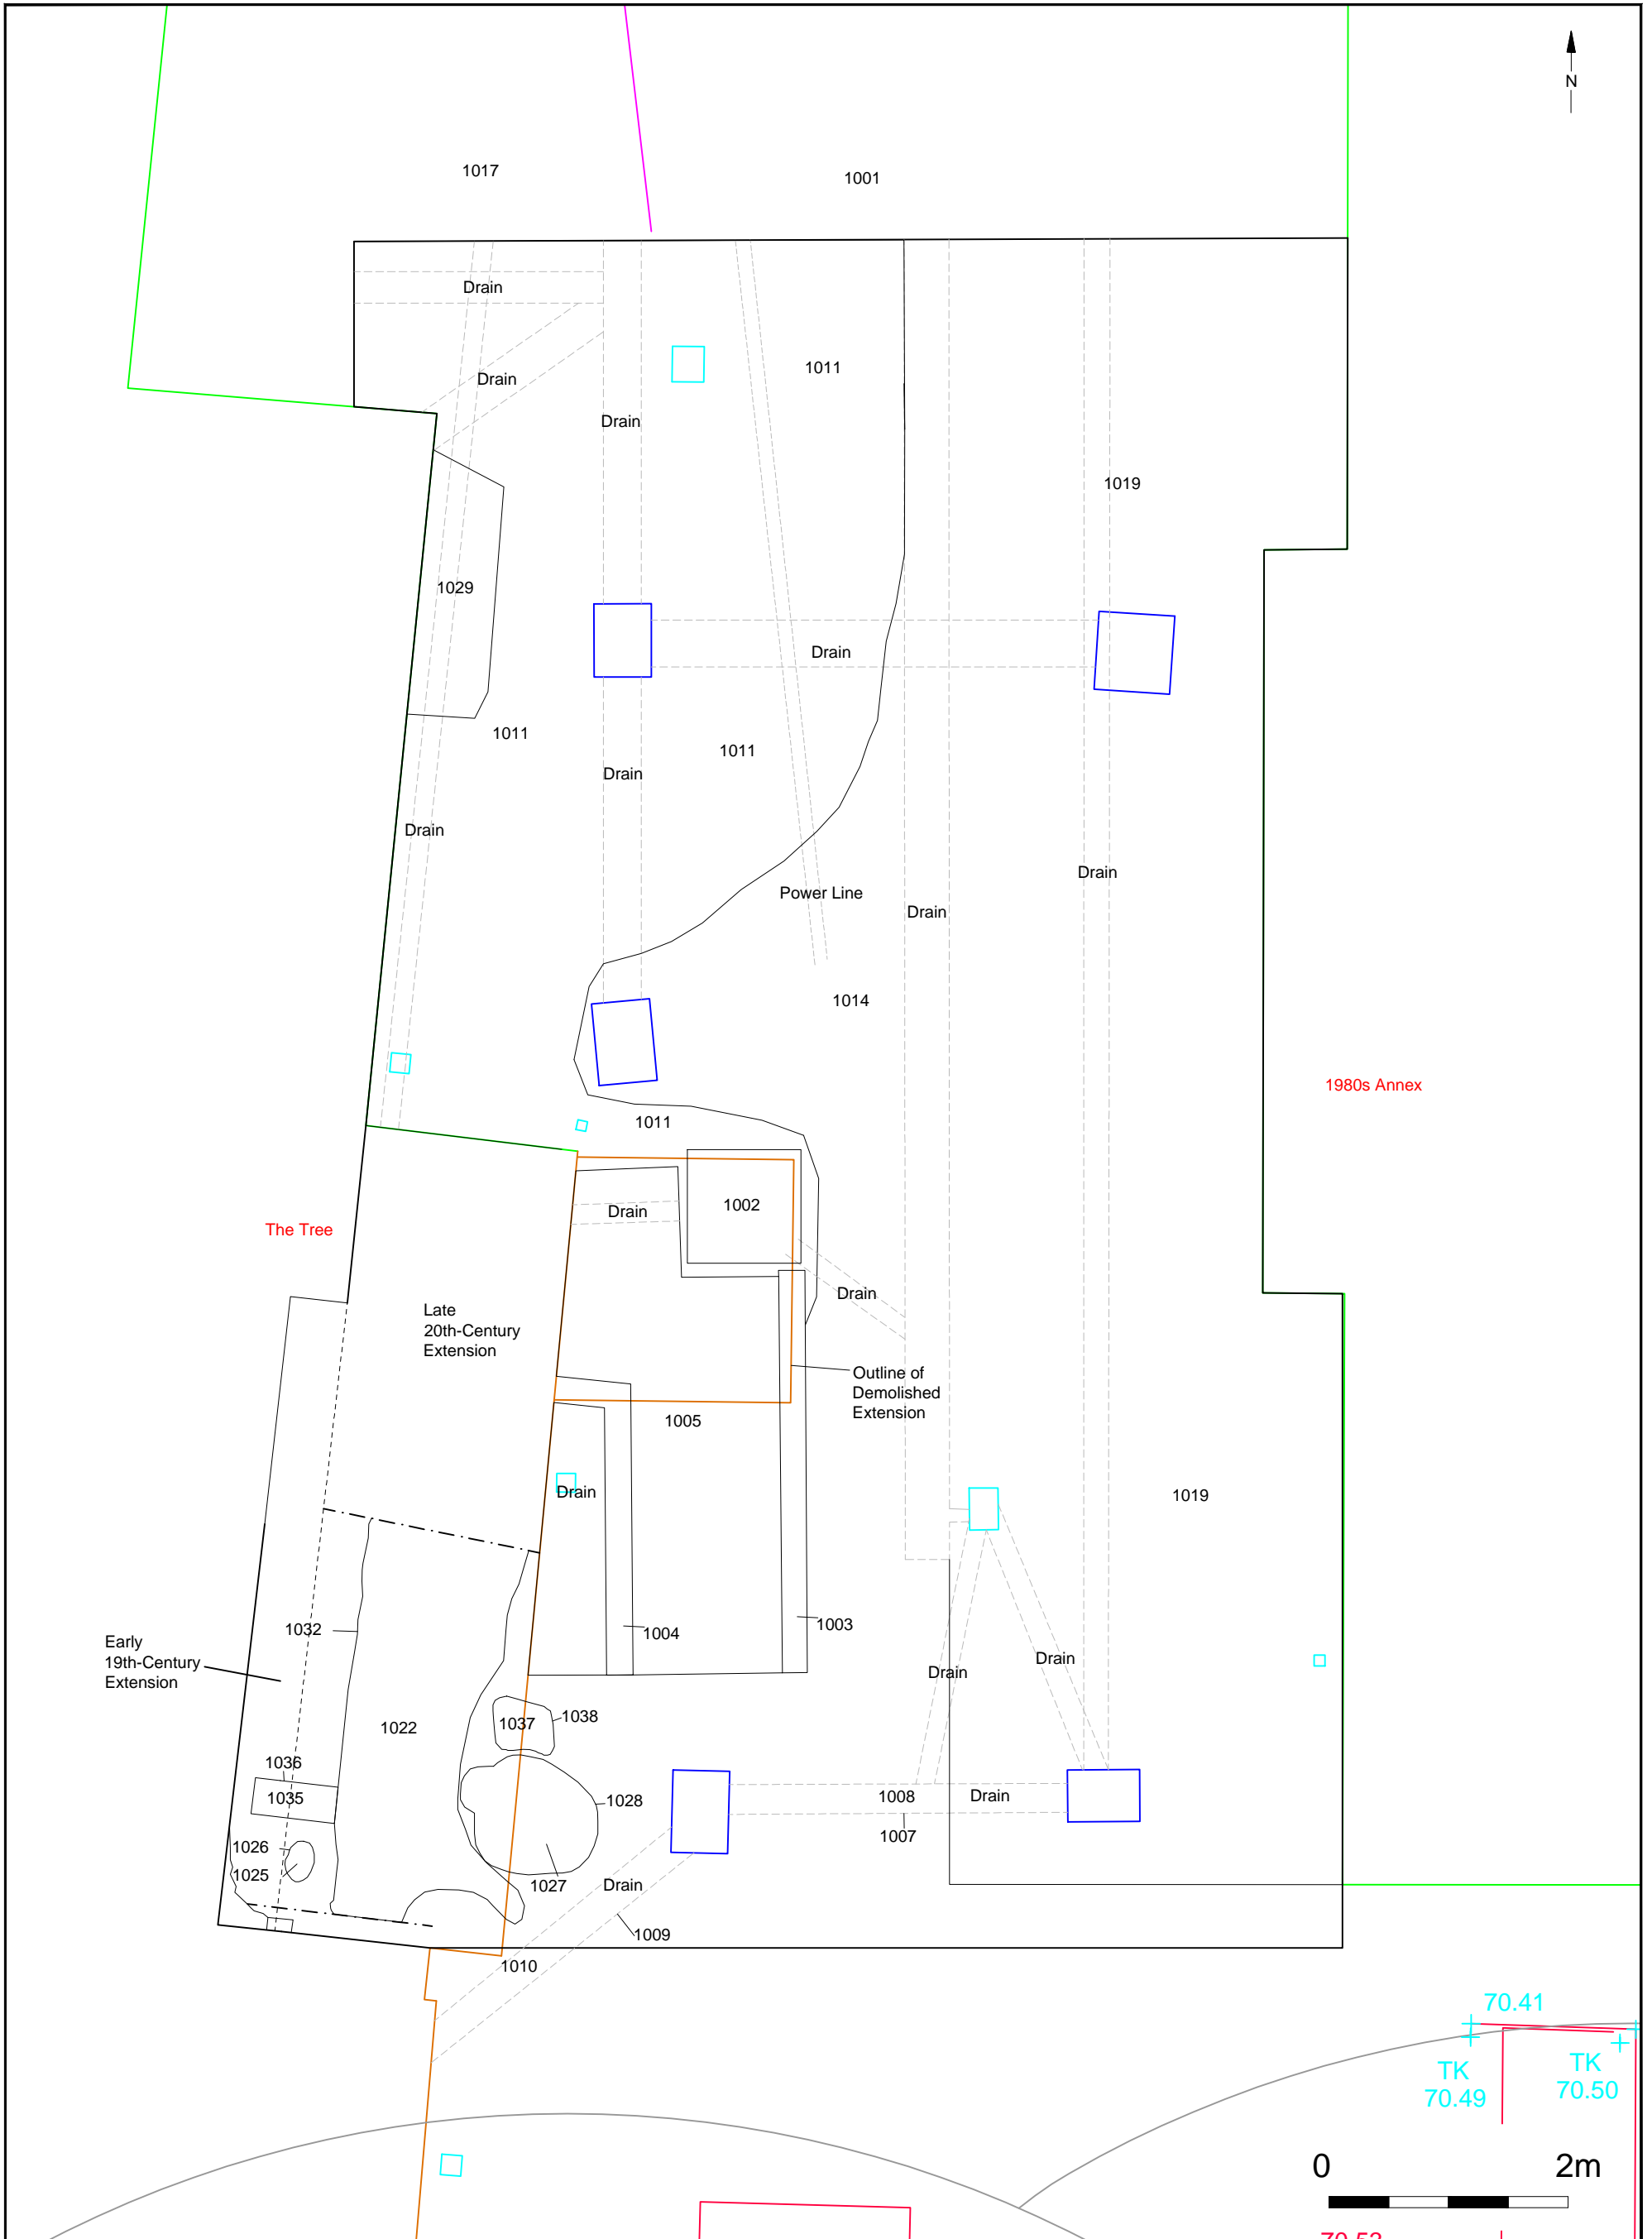 N
1017
1001
Drain
1011
Drain
Drain
1019
1029
Drain
1011
1011
Drain
Drain
Drain
Power Line
Drain
1014
1980s Annex
1011
1002
Drain
The Tree
Drain
Late
20th-Century
Extension
Outline of
Demolished
Extension
1005
Drain
1019
1003
1032
1004
Early
19th-Century
Extension
Drain
Drain
1038
1037
1022
1036
1035
1028
1008
Drain
1007
1026
1025
1027
Drain
1009
1010
70.41
TK
70.49
TK
70.50
0
2m